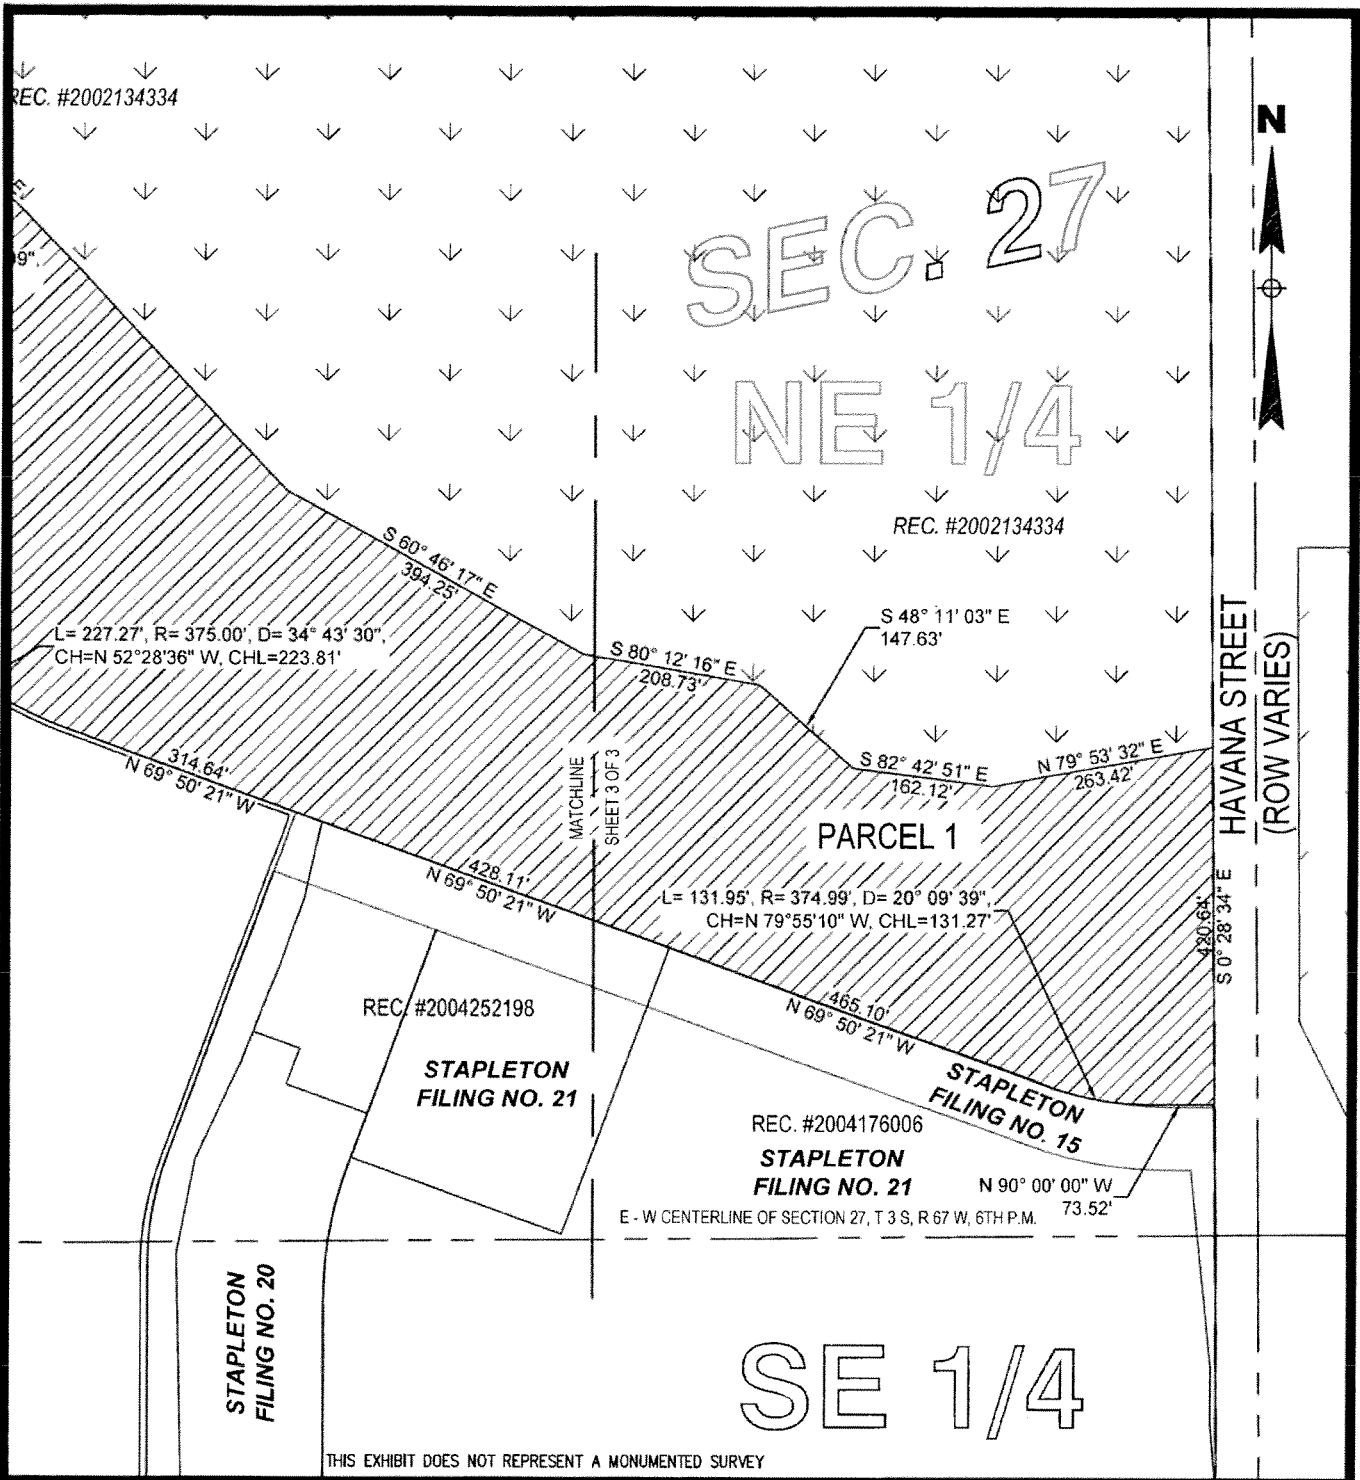 REC. #2002134334
N
SEC. 27
NE 1/4
REC. #2002134334
S 60° 46' 17" E
394.25'
S 48° 11' 03" E
147.63'
L= 227.27', R= 375.00', D= 34° 43' 30",
CH=N 52°28'36" W, CHL=223.81'
S 80° 12' 16" E
208.73'
HAVANA STREET
(ROW VARIES)
314.64'
N 69° 50' 21" W
MATCHLINE
SHEET 3 OF 3
S 82° 42' 51" E
162.12'
N 79° 53' 32" E
263.42'
PARCEL 1
428.11'
N 69° 50' 21" W
L= 131.95', R= 374.99', D= 20° 09' 39",
CH=N 79°55'10" W, CHL=131.27'
420.64'
S 0° 28' 34" E
REC. #2004252198
465.10'
N 69° 50' 21" W
STAPLETON
FILING NO. 21
STAPLETON
FILING NO. 15
REC. #2004176006
STAPLETON
FILING NO. 21
N 90° 00' 00" W
73.52'
E - W CENTERLINE OF SECTION 27, T 3 S, R 67 W, 6TH P.M.
STAPLETON
FILING NO. 20
SE 1/4
THIS EXHIBIT DOES NOT REPRESENT A MONUMENTED SURVEY